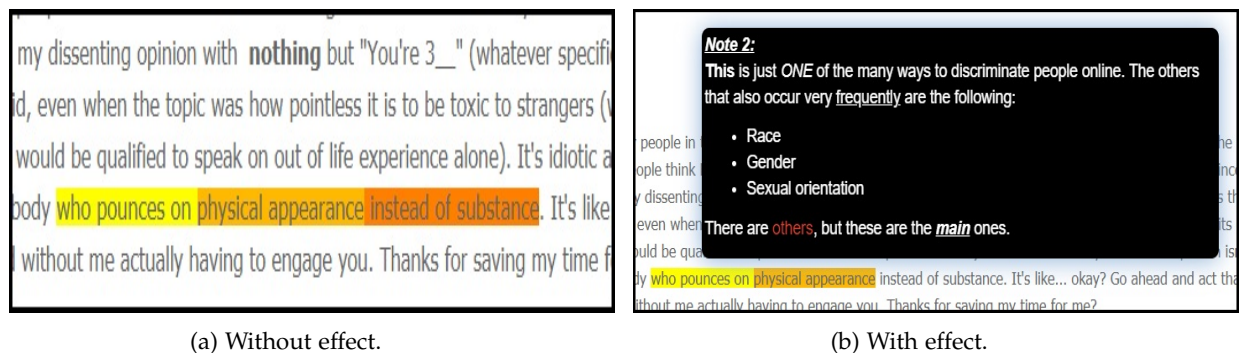 my dissenting opinion with nothing but "You're 3__" (whatever specifi
id, even when the topic was how pointless it is to be toxic to strangers
would be qualified to speak on out of life experience alone). It's idiotic a
body who pounces on physical appearance instead of substance. It's like
without me actually having to engage you. Thanks for saving my time f
(a) Without effect.
Note 2:
This is just ONE of the many ways to discriminate people online. The others
that also occur very frequently are the following:
• Race
• Gender
• Sexual orientation
There are others, but these are the main ones.
people in
ople think
dissenting
even when
uld be qua
dy who pounces on physical appearance instead of substance. It's like... okay? Go ahead and act tha
ithout me actually having to engage you. Thanks for saving my time for me?
(b) With effect.